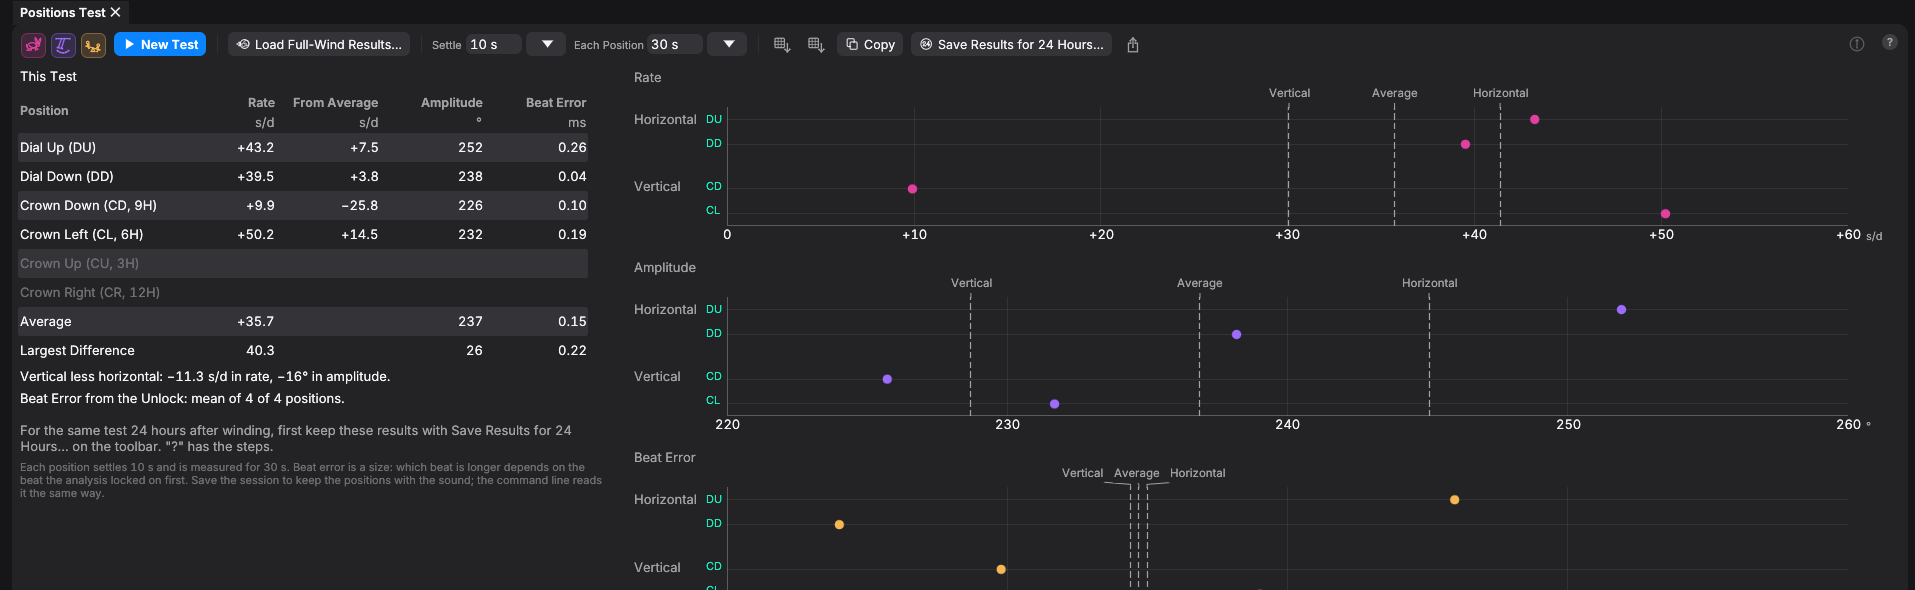 Positions Test
New Test
Load Full-Wind Results...
Settle 10 s
Each Position 30 s
Copy
24
Save Results for 24 Hours...
?
This Test
Position Rate From Average Amplitude Beat Error
s/d s/d ° ms
Dial Up (DU) +43.2 +7.5 252 0.26
Dial Down (DD) +39.5 +3.8 238 0.04
Crown Down (CD, 9H) +9.9 −25.8 226 0.10
Crown Left (CL, 6H) +50.2 +14.5 232 0.19
Crown Up (CU, 3H)
Crown Right (CR, 12H)
Average +35.7 237 0.15
Largest Difference 40.3 26 0.22
Vertical less horizontal: −11.3 s/d in rate, −16° in amplitude.
Beat Error from the Unlock: mean of 4 of 4 positions.
For the same test 24 hours after winding, first keep these results with Save Results for 24
Hours... on the toolbar. "?" has the steps.
Each position settles 10 s and is measured for 30 s. Beat error is a size: which beat is longer depends on the
beat the analysis locked on first. Save the session to keep the positions with the sound; the command line reads
it the same way.
Rate
Vertical Average Horizontal
Horizontal DU
DD
Vertical CD
CL
0 +10 +20 +30 +40 +50 +60 s/d
Amplitude
Vertical Average Horizontal
Horizontal DU
DD
Vertical CD
CL
220 230 240 250 260 °
Beat Error
Vertical Average Horizontal
Horizontal DU
DD
Vertical CD